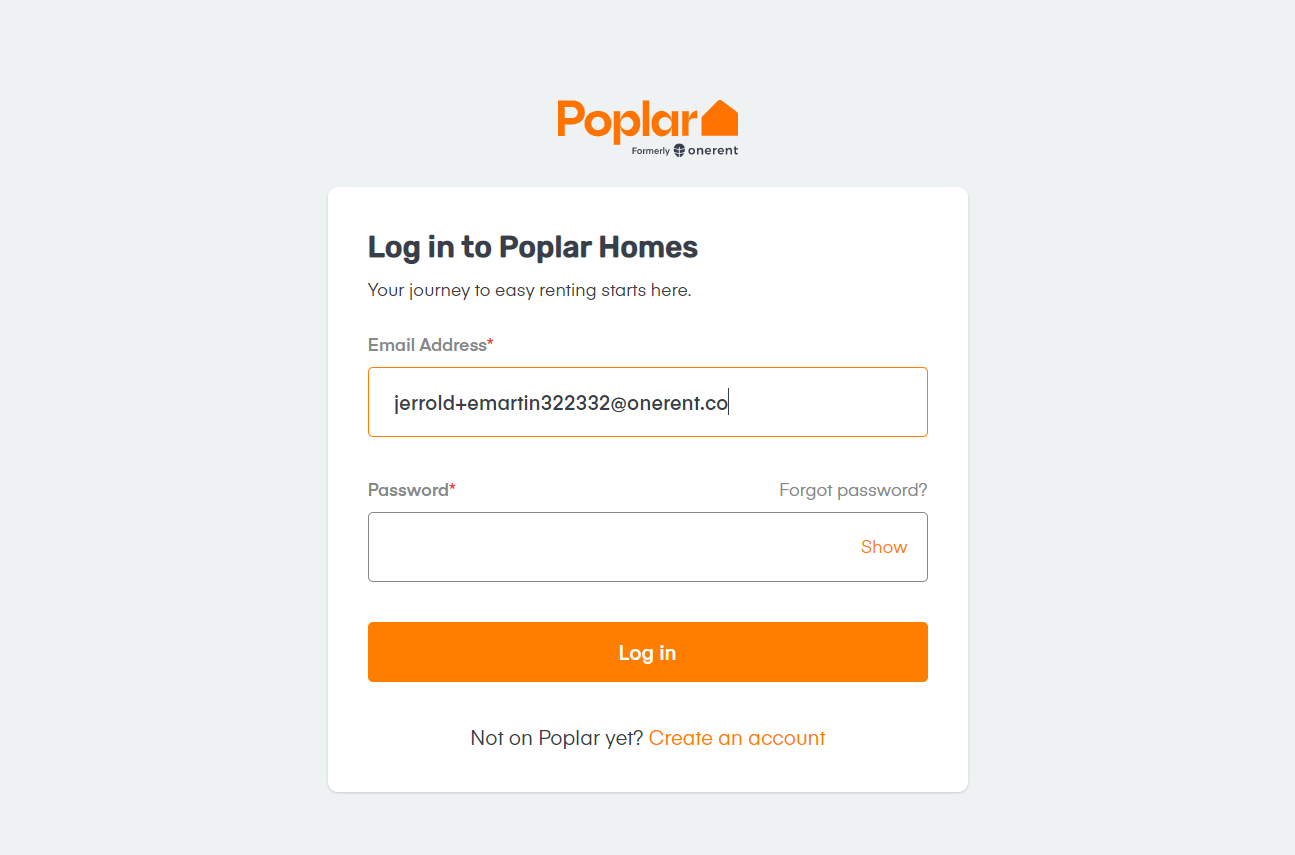 Poplar
Formerly onerent
Log in to Poplar Homes
Your journey to easy renting starts here.
Email Address*
jerrold+emartin322332@onerent.co
Password* Forgot password?
Show
Log in
Not on Poplar yet? Create an account